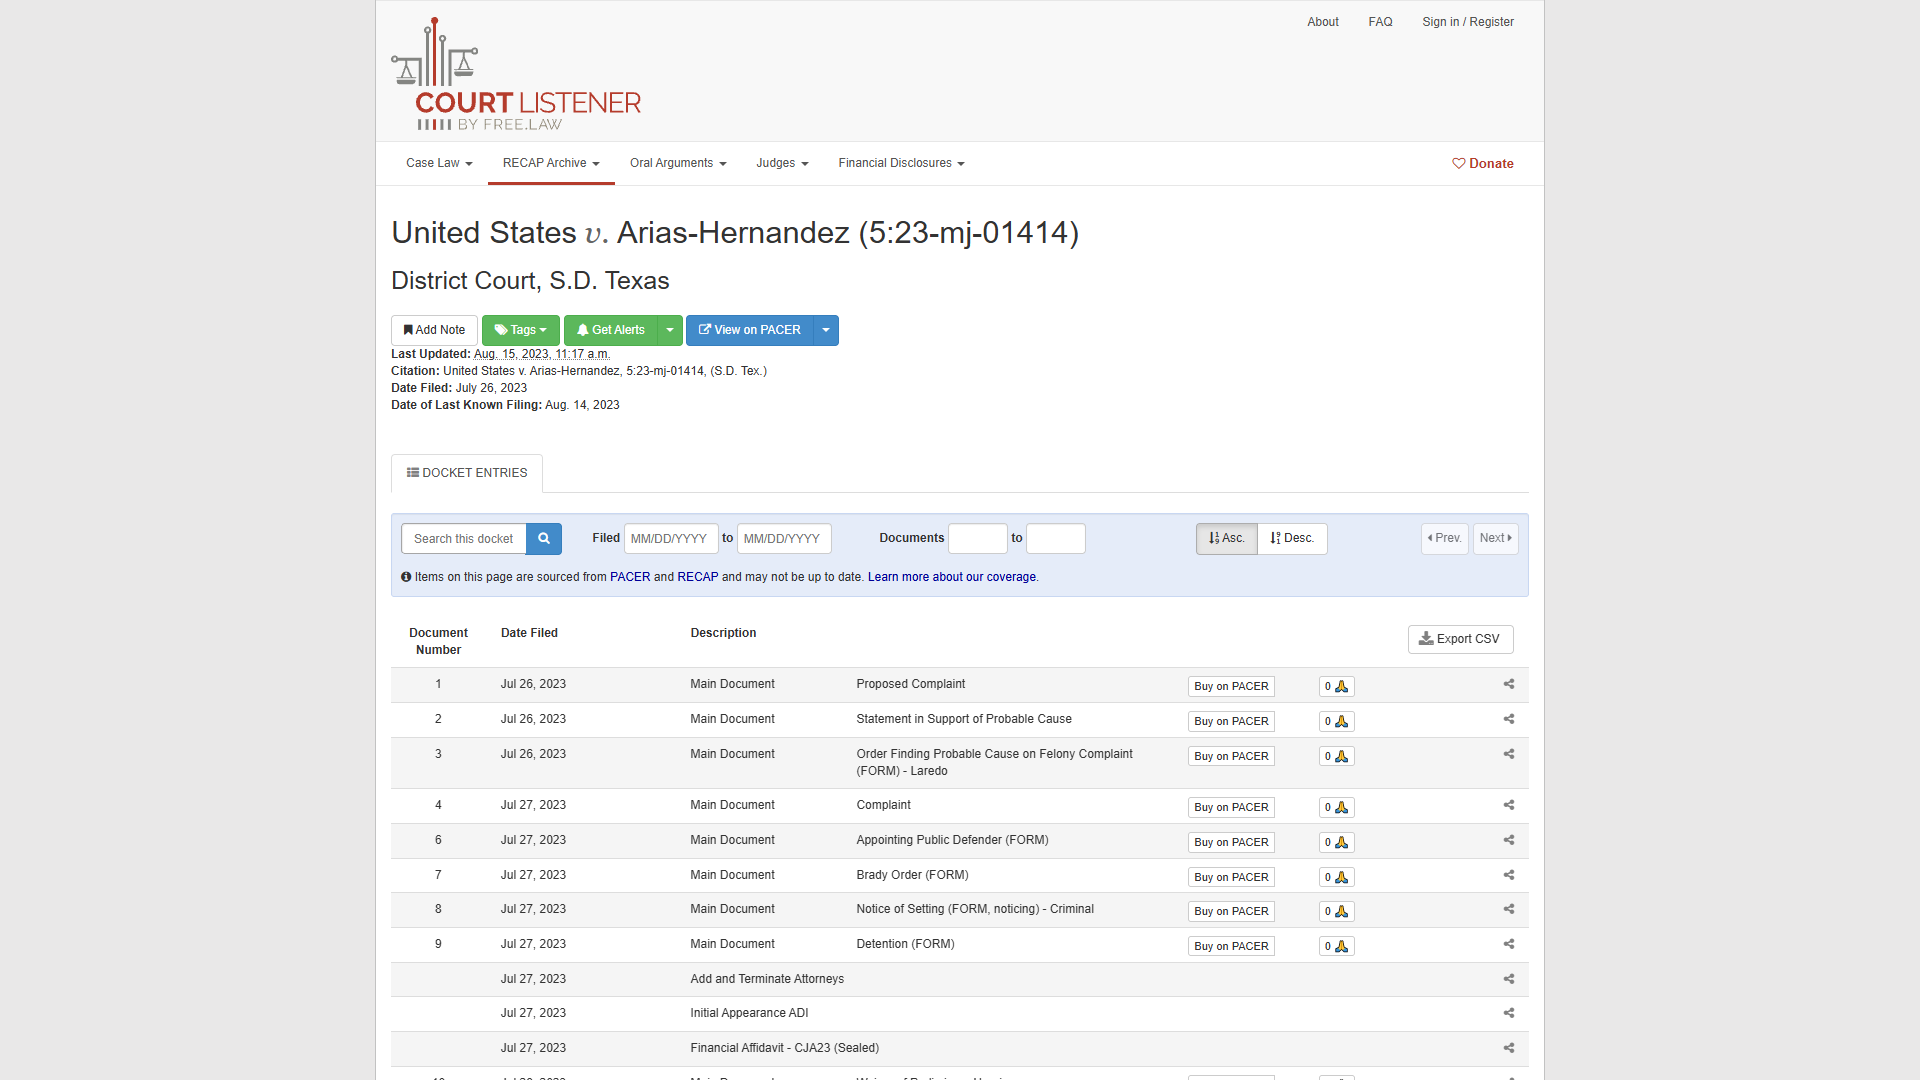 About FAQ Sign in / Register
COURT LISTENER
BY FREE.LAW
Case Law RECAP Archive Oral Arguments Judges Financial Disclosures Donate
United States v. Arias-Hernandez (5:23-mj-01414)
District Court, S.D. Texas
Add Note Tags Get Alerts View on PACER
Last Updated: Aug. 15, 2023, 11:17 a.m.
Citation: United States v. Arias-Hernandez, 5:23-mj-01414, (S.D. Tex.)
Date Filed: July 26, 2023
Date of Last Known Filing: Aug. 14, 2023
DOCKET ENTRIES
Search this docket Filed MM/DD/YYYY to MM/DD/YYYY Documents to Asc. Desc. Prev. Next
Items on this page are sourced from PACER and RECAP and may not be up to date. Learn more about our coverage.
Document Number Date Filed Description Export CSV
1 Jul 26, 2023 Main Document Proposed Complaint Buy on PACER 0
2 Jul 26, 2023 Main Document Statement in Support of Probable Cause Buy on PACER 0
3 Jul 26, 2023 Main Document Order Finding Probable Cause on Felony Complaint (FORM) - Laredo Buy on PACER 0
4 Jul 27, 2023 Main Document Complaint Buy on PACER 0
6 Jul 27, 2023 Main Document Appointing Public Defender (FORM) Buy on PACER 0
7 Jul 27, 2023 Main Document Brady Order (FORM) Buy on PACER 0
8 Jul 27, 2023 Main Document Notice of Setting (FORM, noticing) - Criminal Buy on PACER 0
9 Jul 27, 2023 Main Document Detention (FORM) Buy on PACER 0
Jul 27, 2023 Add and Terminate Attorneys
Jul 27, 2023 Initial Appearance ADI
Jul 27, 2023 Financial Affidavit - CJA23 (Sealed)